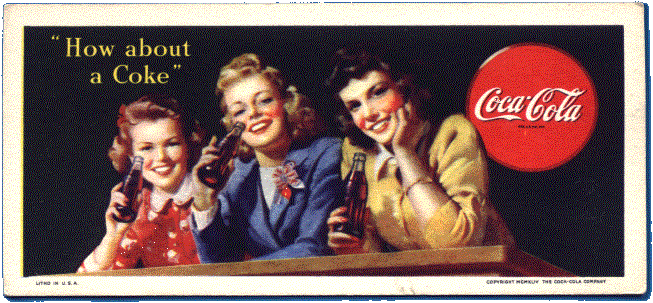 "How about
a Coke"
Coca-Cola
LITHO IN U.S.A.
COPYRIGHT MCMXLIV THE COCA-COLA COMPANY